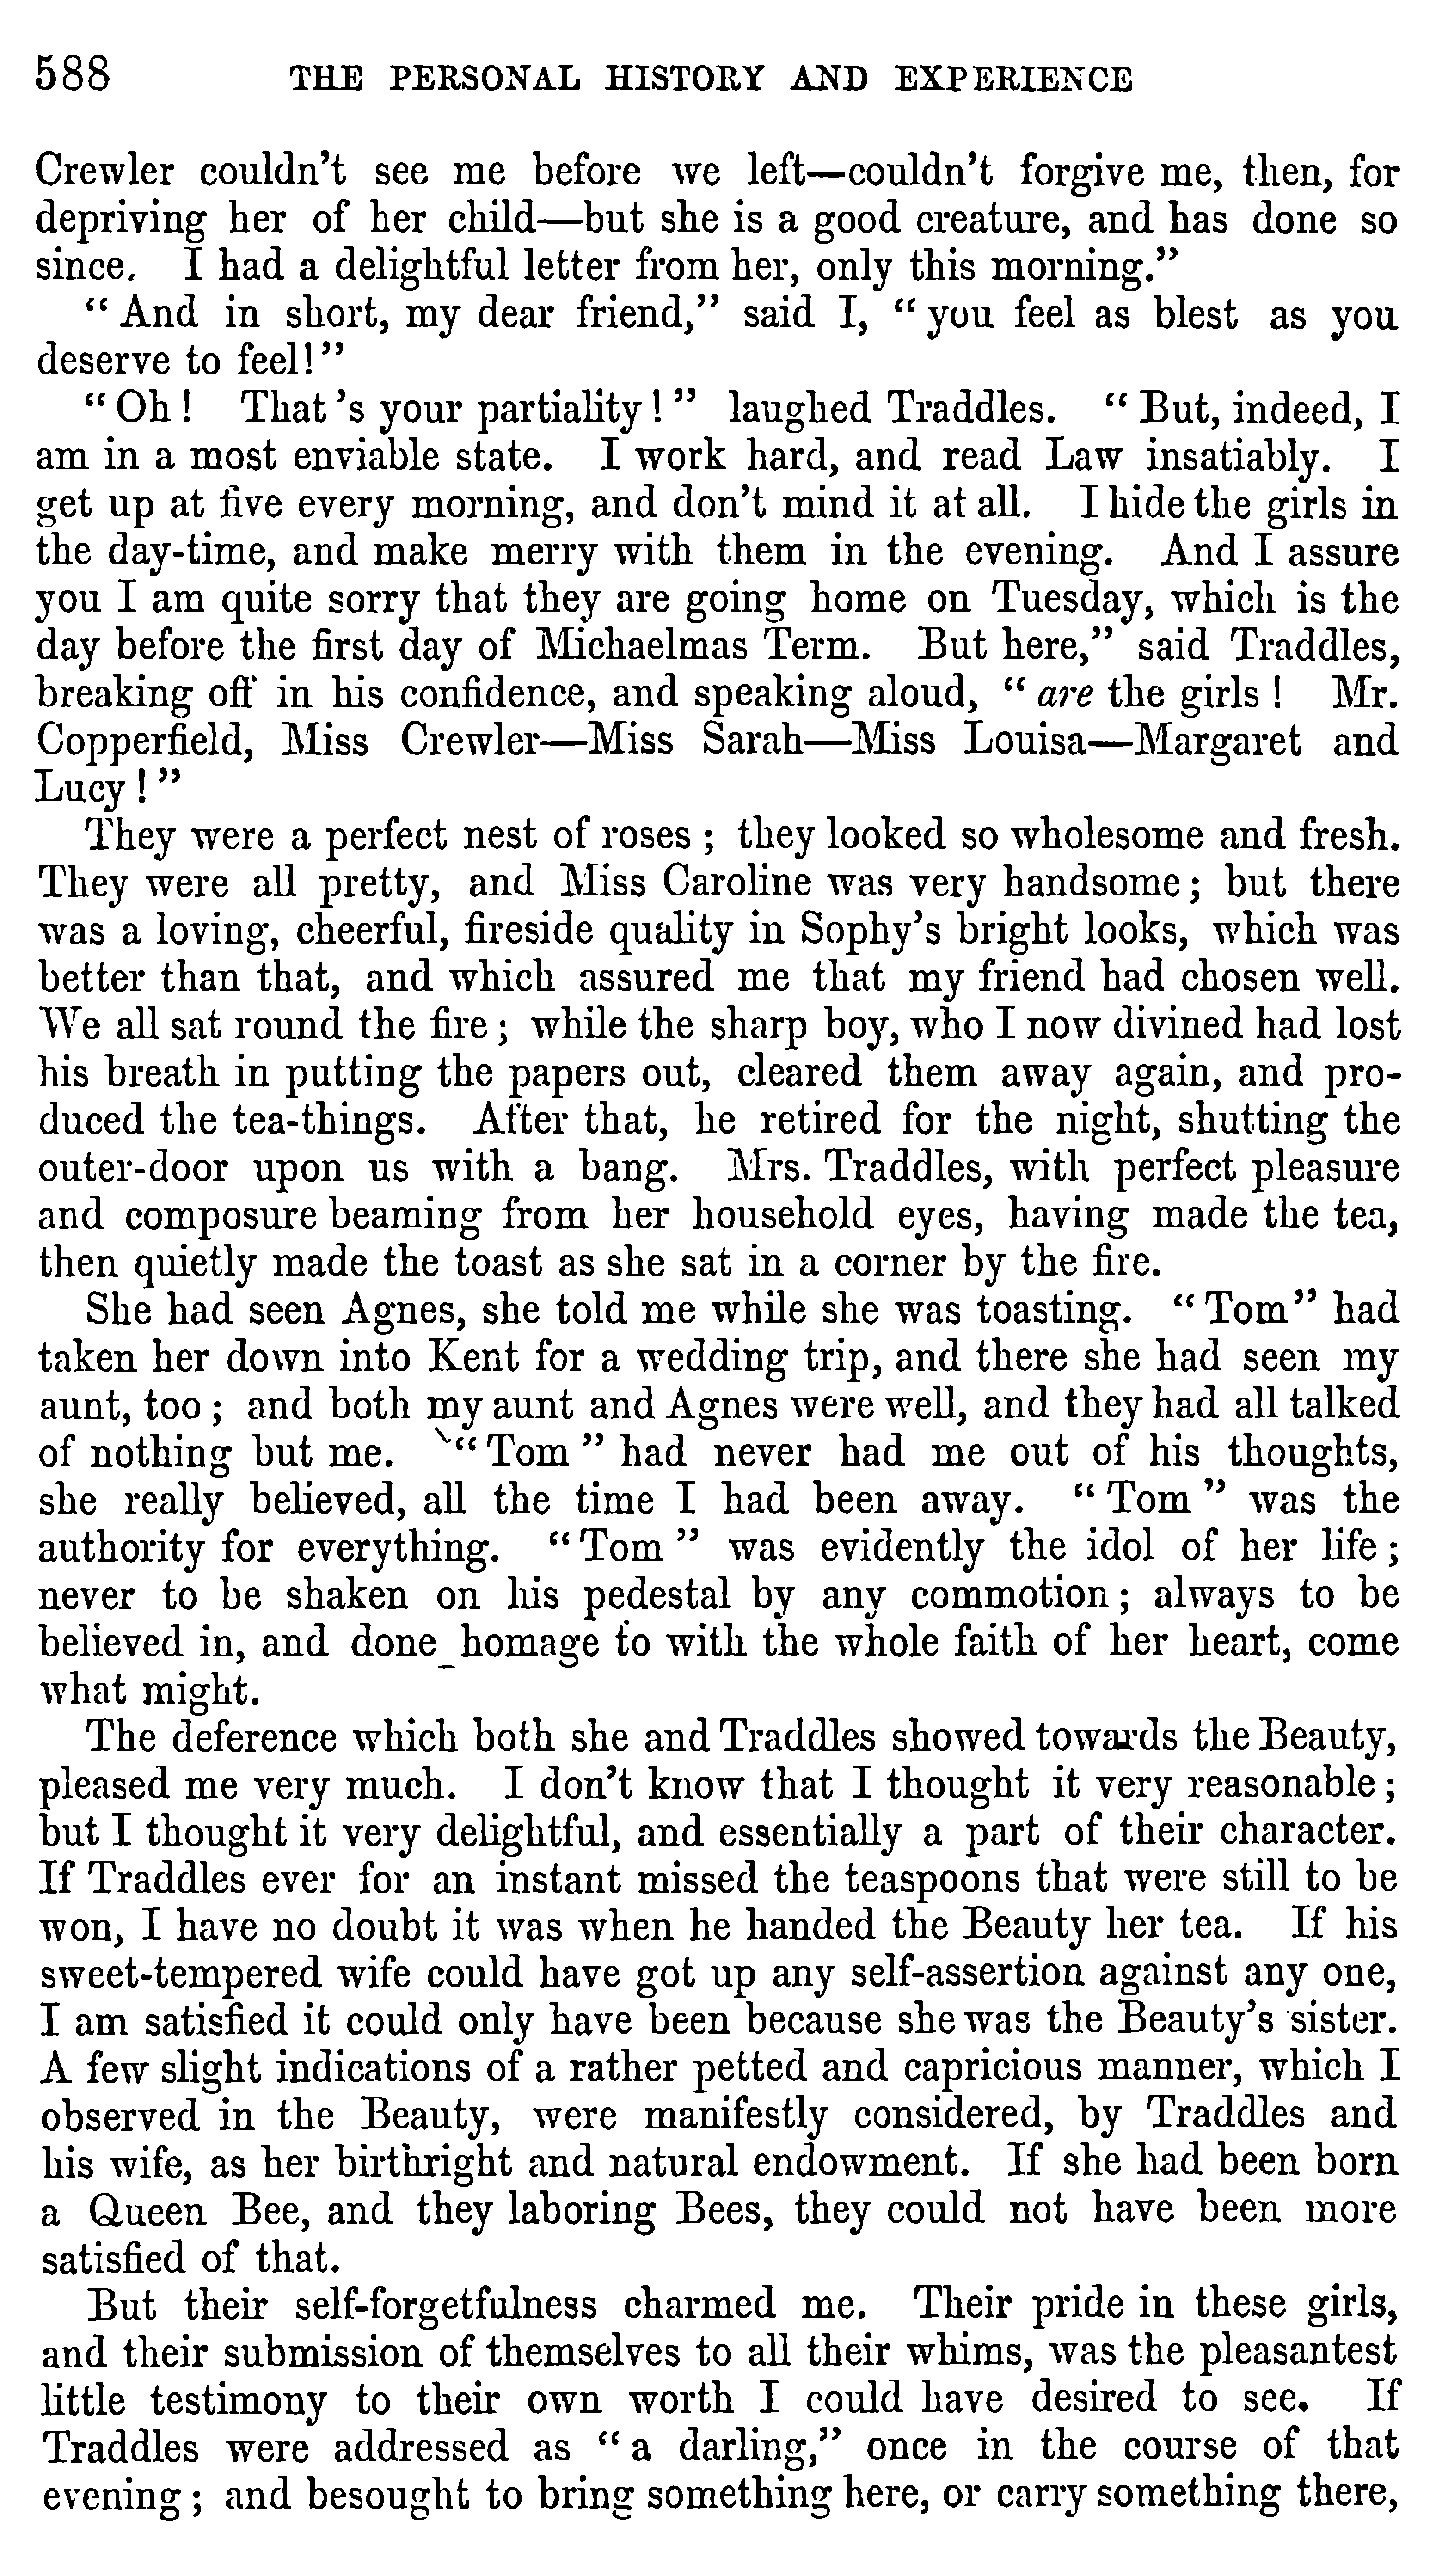 588 THE PERSONAL HISTORY AND EXPERIENCE
Crewler couldn't see me before we left—couldn't forgive me, then, for
depriving her of her child—but she is a good creature, and has done so
since. I had a delightful letter from her, only this morning."
"And in short, my dear friend," said I, "you feel as blest as you
deserve to feel!"
"Oh! That's your partiality!" laughed Traddles. "But, indeed, I
am in a most enviable state. I work hard, and read Law insatiably. I
get up at five every morning, and don't mind it at all. I hide the girls in
the day-time, and make merry with them in the evening. And I assure
you I am quite sorry that they are going home on Tuesday, which is the
day before the first day of Michaelmas Term. But here," said Traddles,
breaking off in his confidence, and speaking aloud, "are the girls! Mr.
Copperfield, Miss Crewler—Miss Sarah—Miss Louisa—Margaret and
Lucy!"
They were a perfect nest of roses; they looked so wholesome and fresh.
They were all pretty, and Miss Caroline was very handsome; but there
was a loving, cheerful, fireside quality in Sophy's bright looks, which was
better than that, and which assured me that my friend had chosen well.
We all sat round the fire; while the sharp boy, who I now divined had lost
his breath in putting the papers out, cleared them away again, and pro-
duced the tea-things. After that, he retired for the night, shutting the
outer-door upon us with a bang. Mrs. Traddles, with perfect pleasure
and composure beaming from her household eyes, having made the tea,
then quietly made the toast as she sat in a corner by the fire.
She had seen Agnes, she told me while she was toasting. "Tom" had
taken her down into Kent for a wedding trip, and there she had seen my
aunt, too; and both my aunt and Agnes were well, and they had all talked
of nothing but me. "Tom" had never had me out of his thoughts,
she really believed, all the time I had been away. "Tom" was the
authority for everything. "Tom" was evidently the idol of her life;
never to be shaken on his pedestal by any commotion; always to be
believed in, and done homage to with the whole faith of her heart, come
what might.
The deference which both she and Traddles showed towards the Beauty,
pleased me very much. I don't know that I thought it very reasonable;
but I thought it very delightful, and essentially a part of their character.
If Traddles ever for an instant missed the teaspoons that were still to be
won, I have no doubt it was when he handed the Beauty her tea. If his
sweet-tempered wife could have got up any self-assertion against any one,
I am satisfied it could only have been because she was the Beauty's sister.
A few slight indications of a rather petted and capricious manner, which I
observed in the Beauty, were manifestly considered, by Traddles and
his wife, as her birthright and natural endowment. If she had been born
a Queen Bee, and they laboring Bees, they could not have been more
satisfied of that.
But their self-forgetfulness charmed me. Their pride in these girls,
and their submission of themselves to all their whims, was the pleasantest
little testimony to their own worth I could have desired to see. If
Traddles were addressed as "a darling," once in the course of that
evening; and besought to bring something here, or carry something there,